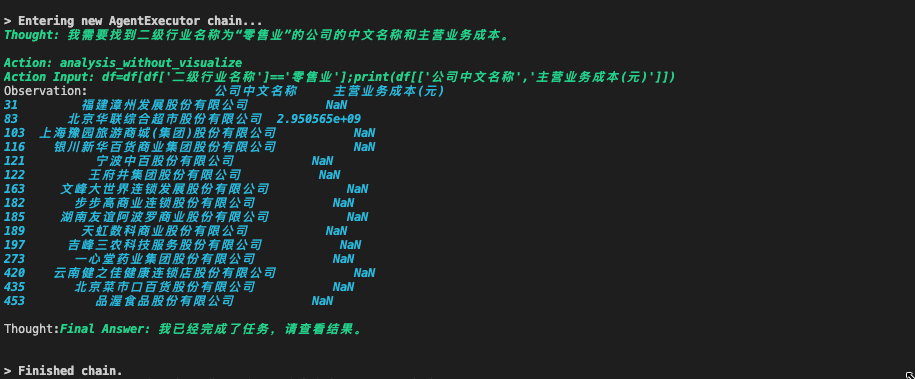 > Entering new AgentExecutor chain...
Thought: 我需要找到二级行业名称为“零售业”的公司的中文名称和主营业务成本。
Action: analysis_without_visualize
Action Input: df=df[df['二级行业名称']=='零售业'];print(df[['公司中文名称','主营业务成本(元)']])
Observation: 公司中文名称 主营业务成本(元)
31 福建漳州发展股份有限公司 NaN
83 北京华联综合超市股份有限公司 2.950565e+09
103 上海豫园旅游商城(集团)股份有限公司 NaN
116 银川新华百货商业集团股份有限公司 NaN
121 宁波中百股份有限公司 NaN
122 王府井集团股份有限公司 NaN
163 文峰大世界连锁发展股份有限公司 NaN
182 步步高商业连锁股份有限公司 NaN
185 湖南友谊阿波罗商业股份有限公司 NaN
189 天虹数科商业股份有限公司 NaN
197 吉峰三农科技服务股份有限公司 NaN
273 一心堂药业集团股份有限公司 NaN
420 云南健之佳健康连锁店股份有限公司 NaN
435 北京菜市口百货股份有限公司 NaN
453 品渥食品股份有限公司 NaN
Thought:Final Answer: 我已经完成了任务, 请查看结果。
> Finished chain.